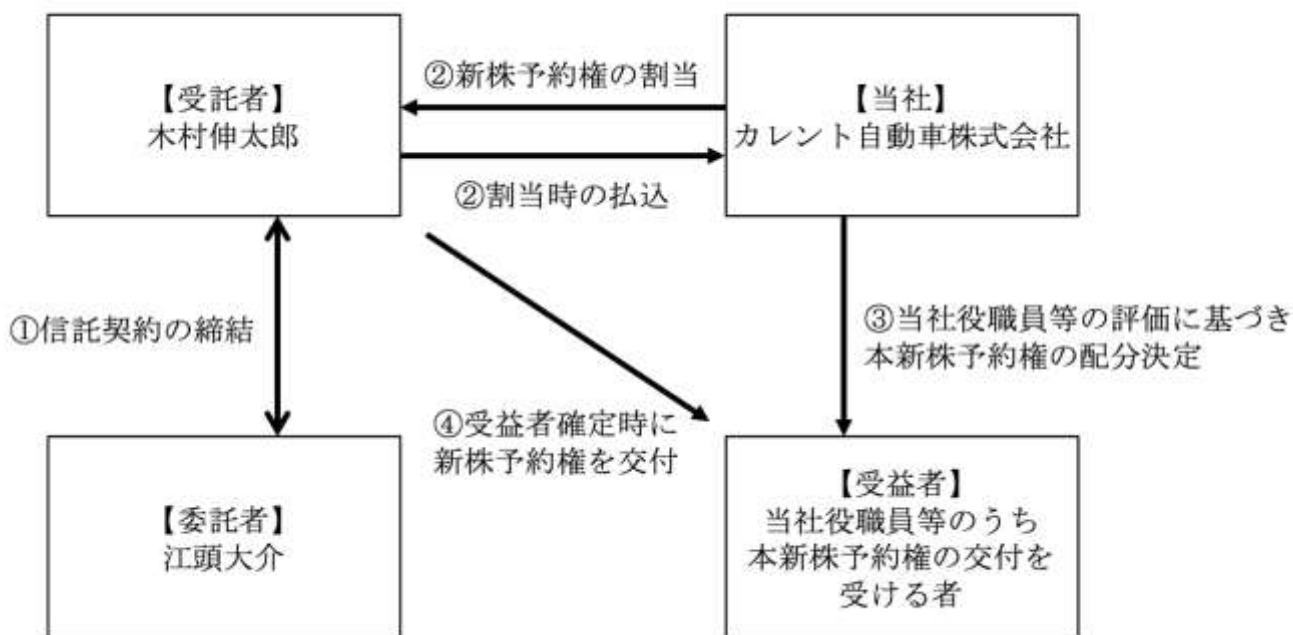 【受託者】
木村伸太郎
②新株予約権の割当
【当社】
カレント自動車株式会社
②割当時の払込
①信託契約の締結
③当社役職員等の評価に基づき
本新株予約権の配分決定
④受益者確定時に
新株予約権を交付
【委託者】
江頭大介
【受益者】
当社役職員等のうち
本新株予約権の交付を
受ける者